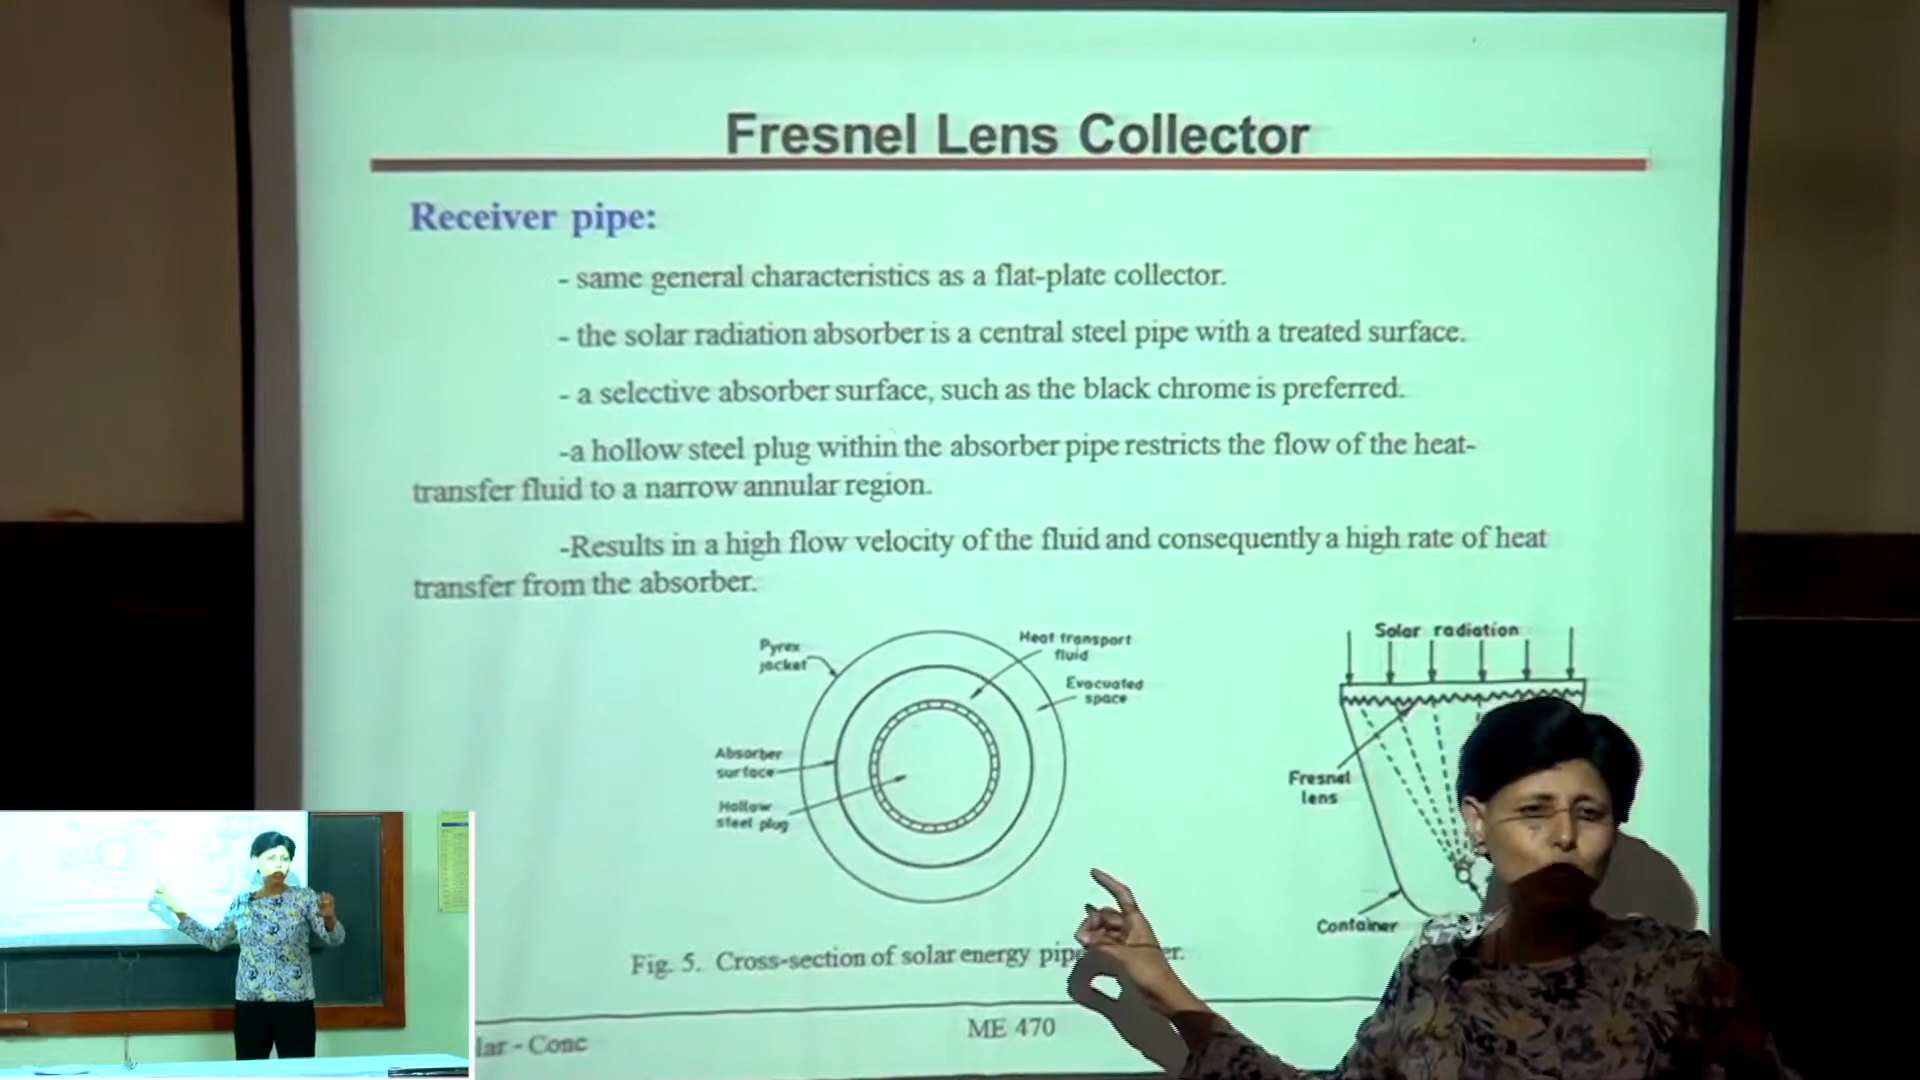 Fresnel Lens Collector
Receiver pipe:
- same general characteristics as a flat-plate collector.
- the solar radiation absorber is a central steel pipe with a treated surface.
- a selective absorber surface, such as the black chrome is preferred.
-a hollow steel plug within the absorber pipe restricts the flow of the heat-
transfer fluid to a narrow annular region.
-Results in a high flow velocity of the fluid and consequently a high rate of heat
transfer from the absorber.
Pyrex
jacket
Heat transport
fluid
Evacuated
space
Absorber
surface
Hollow
steel plug
Solar radiation
Fresnel
lens
Container
Fig. 5. Cross-section of solar energy
ME 470
lar - Conc